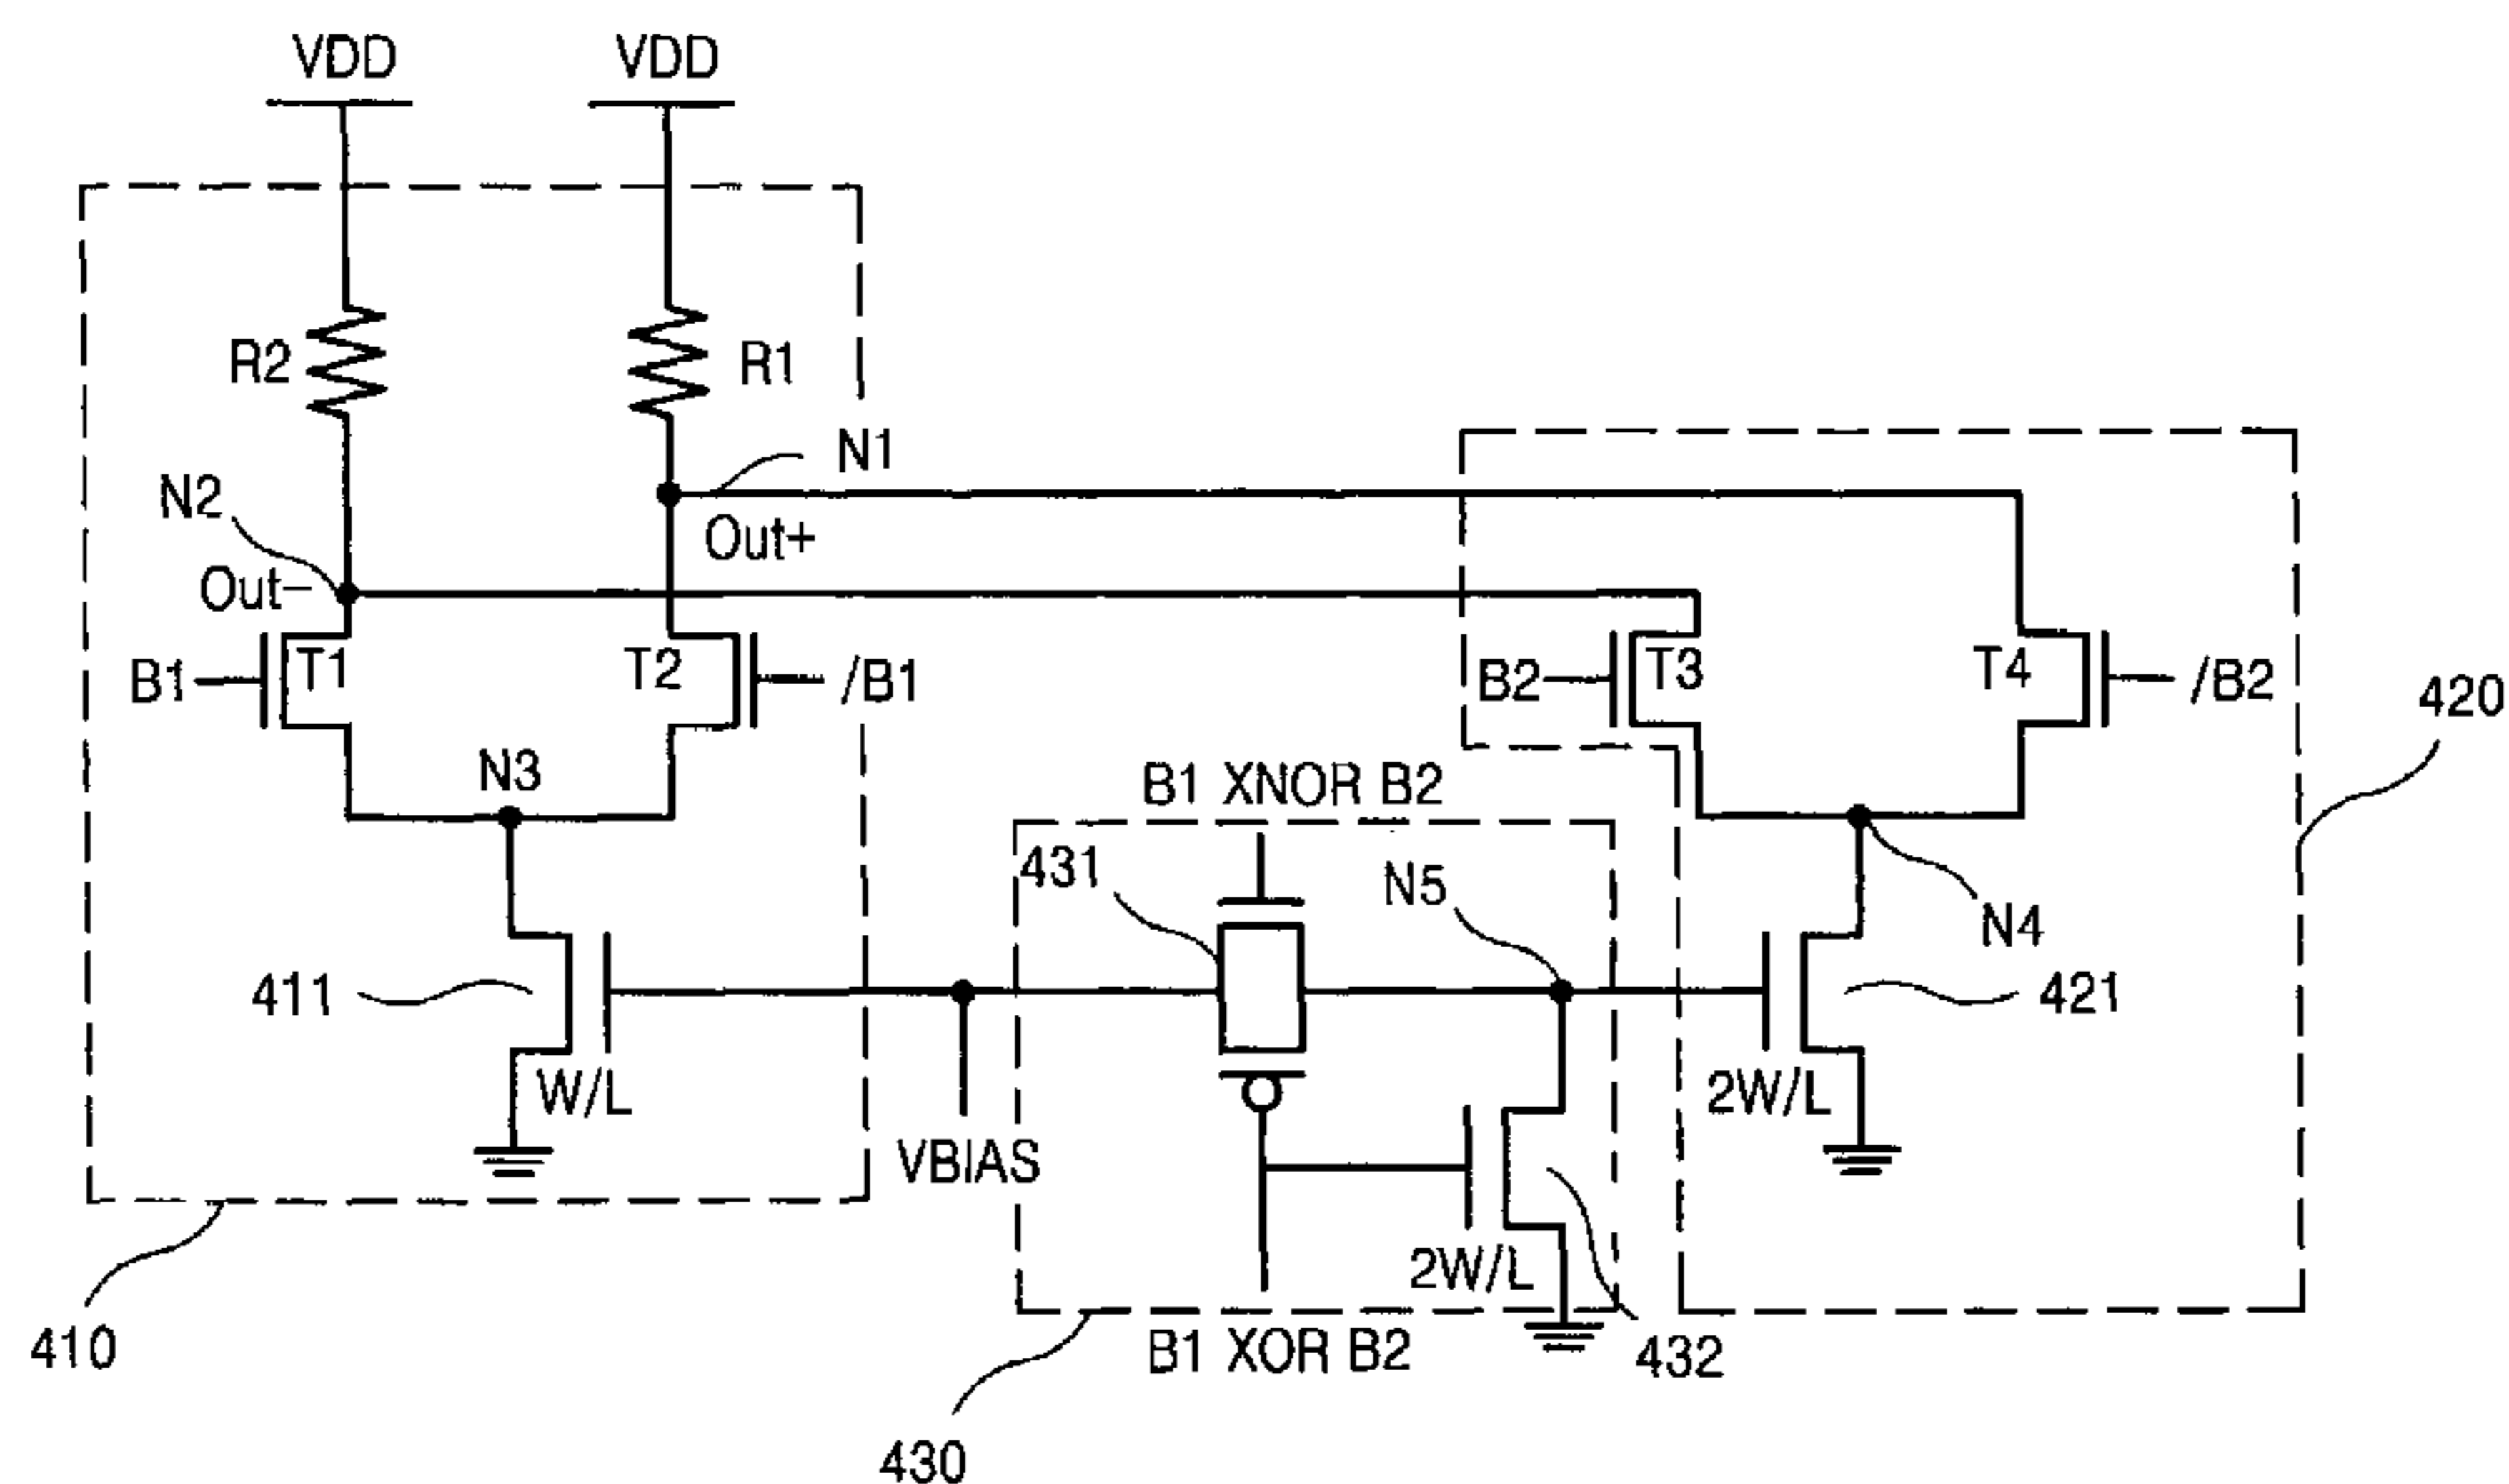 VDD VDD
R2 R1
N1
N2
Out+
Out-
B1 T1 T2 /B1
B2 T3 T4 /B2
420
N3
B1 XNOR B2
431
N5
N4
411
421
W/L
2W/L
VBIAS
2W/L
410
B1 XOR B2
432
430